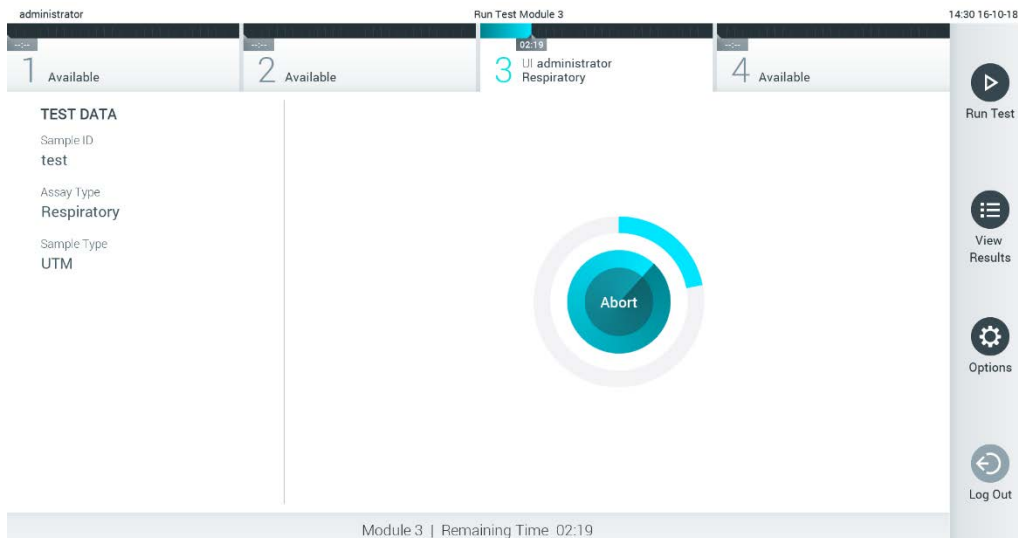 administrator
Run Test Module 3
14:30 16-10-18
--:--
1 Available
--:--
2 Available
02:19
3 UI administrator
Respiratory
--:--
4 Available
TEST DATA
Sample ID
test
Assay Type
Respiratory
Sample Type
UTM
Abort
Run Test
View
Results
Options
Log Out
Module 3 | Remaining Time 02:19